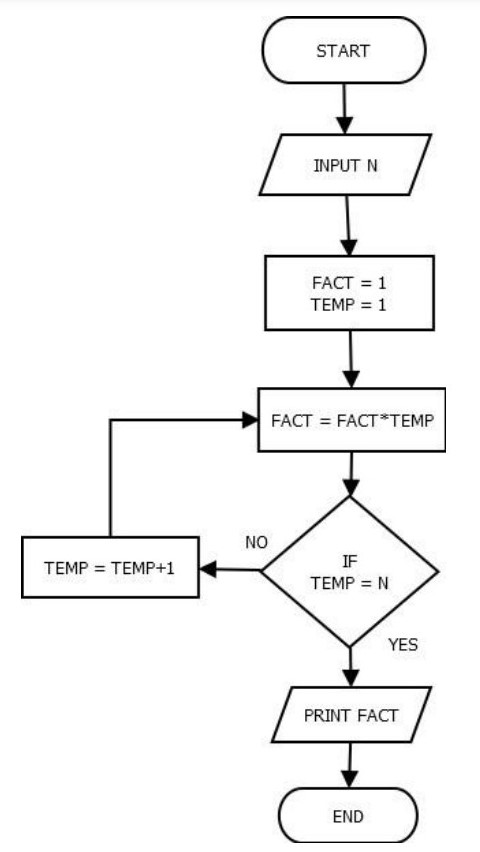 START
INPUT N
FACT = 1
TEMP = 1
FACT = FACT*TEMP
NO
IF
TEMP = N
TEMP = TEMP+1
YES
PRINT FACT
END